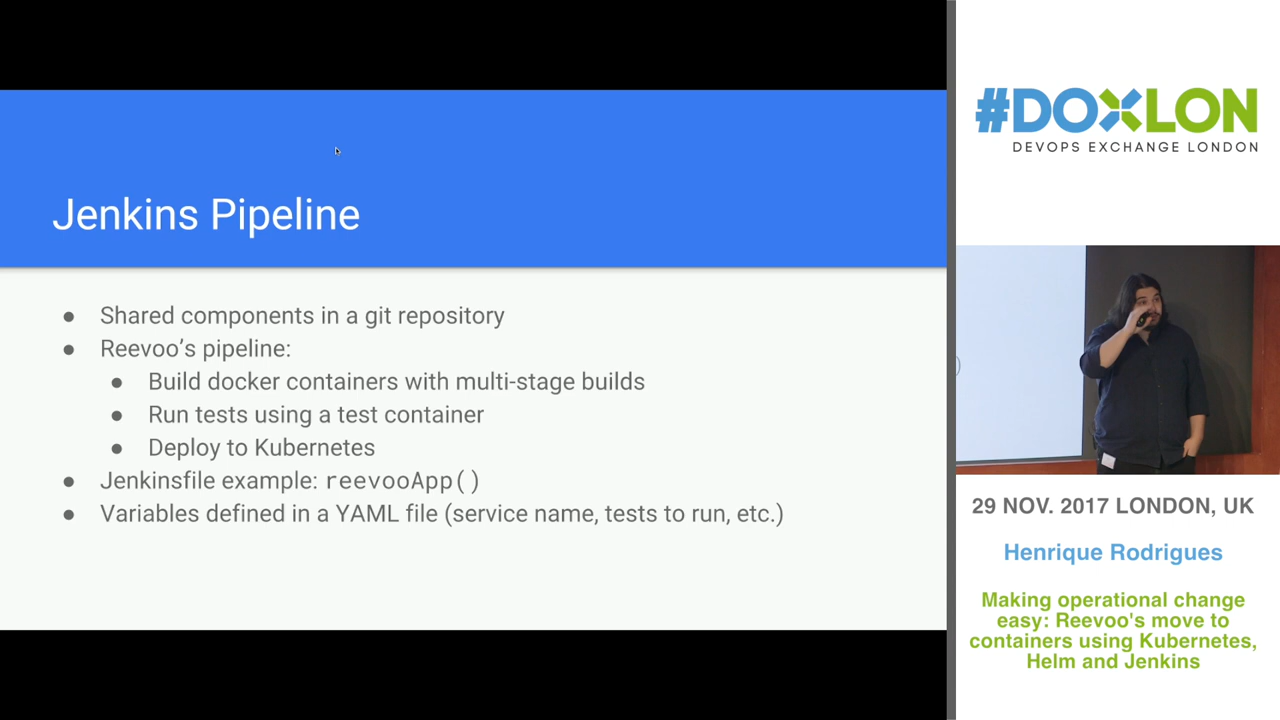 Jenkins Pipeline
● Shared components in a git repository
● Reevoo’s pipeline:
● Build docker containers with multi-stage builds
● Run tests using a test container
● Deploy to Kubernetes
● Jenkinsfile example: reevooApp()
● Variables defined in a YAML file (service name, tests to run, etc.)
#DOXLON
DEVOPS EXCHANGE LONDON
29 NOV. 2017 LONDON, UK
Henrique Rodrigues
Making operational change
easy: Reevoo's move to
containers using Kubernetes,
Helm and Jenkins